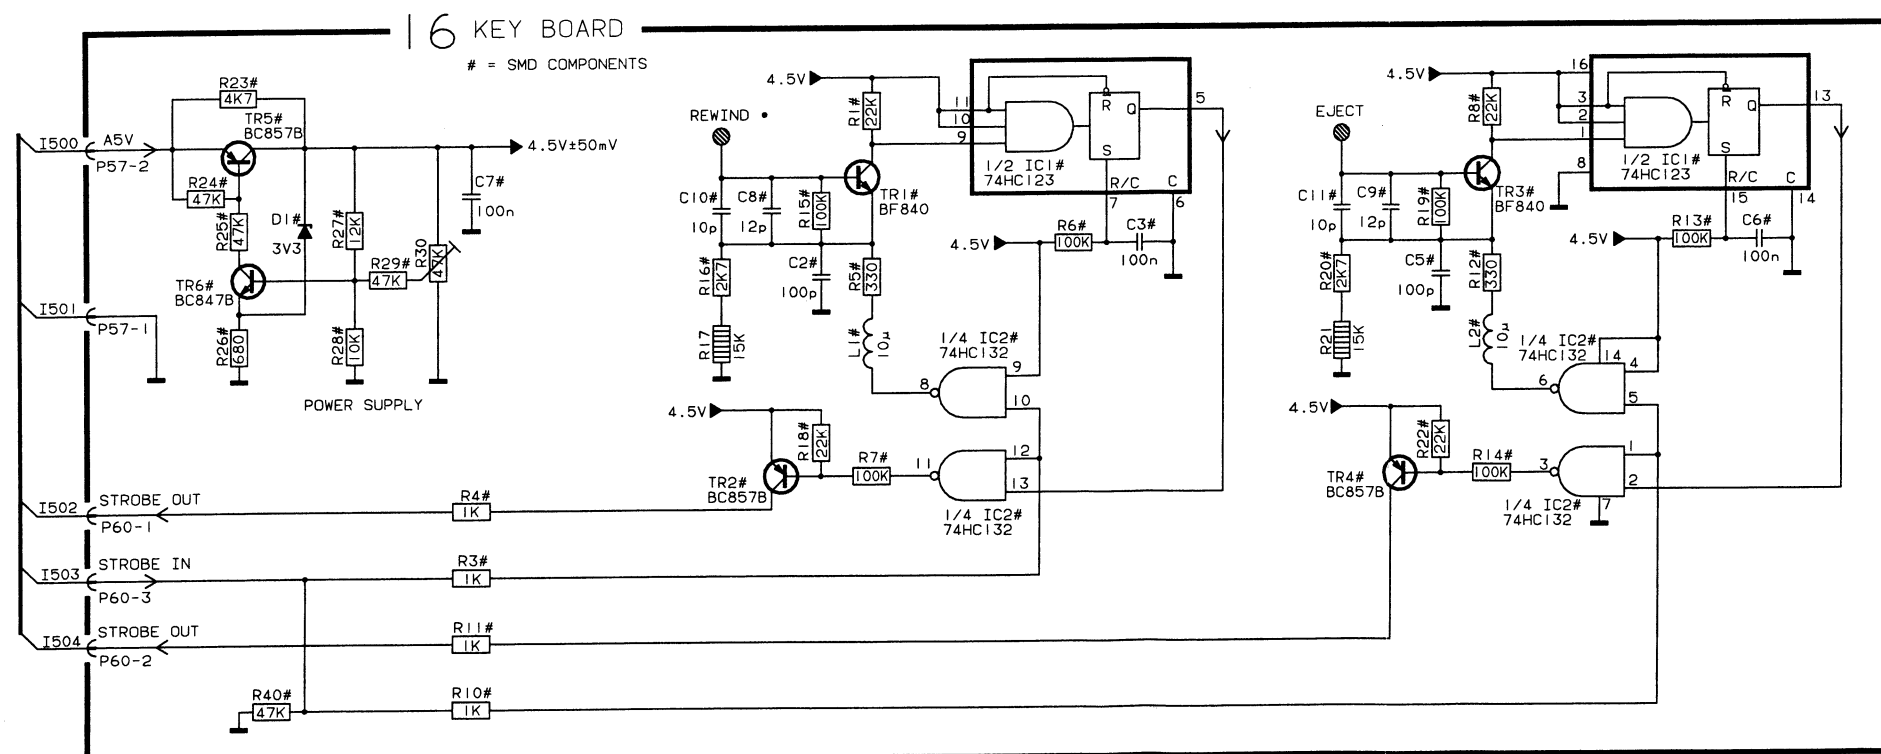 16 KEY BOARD
# = SMD COMPONENTS
R23#
4K7
TR5#
BC857B
I500
A5V
P57-2
4.5V±50mV
R24#
47K
R25#
47K
D1#
3V3
R27#
12K
C7#
100n
R29#
47K
R30
47K
TR6#
BC847B
I501
P57-1
R26#
680
R28#
10K
POWER SUPPLY
REWIND
4.5V
R1#
22K
11
10
9
R
Q
S
5
1/2 IC1#
74HC123
R/C
C
7
6
TR1#
BF840
C10#
10p
C8#
12p
R15#
100K
4.5V
R6#
100K
C3#
100n
R16#
2K7
C2#
100p
R5#
330
R17
15K
L1#
10µ
1/4 IC2#
74HC132
8
9
10
4.5V
R18#
22K
R7#
100K
11
12
13
TR2#
BC857B
1/4 IC2#
74HC132
EJECT
4.5V
R8#
22K
16
3
2
1
8
R
Q
S
13
1/2 IC1#
74HC123
R/C
C
15
14
TR3#
BF840
C11#
10p
C9#
12p
R19#
100K
4.5V
R13#
100K
C6#
100n
R20#
2K7
C5#
100p
R12#
330
R21
15K
L2#
10µ
1/4 IC2#
74HC132
14
6
4
5
4.5V
R22#
22K
R14#
100K
3
1
2
7
TR4#
BC857B
1/4 IC2#
74HC132
I502
STROBE OUT
P60-1
R4#
1K
I503
STROBE IN
P60-3
R3#
1K
I504
STROBE OUT
P60-2
R11#
1K
R40#
47K
R10#
1K